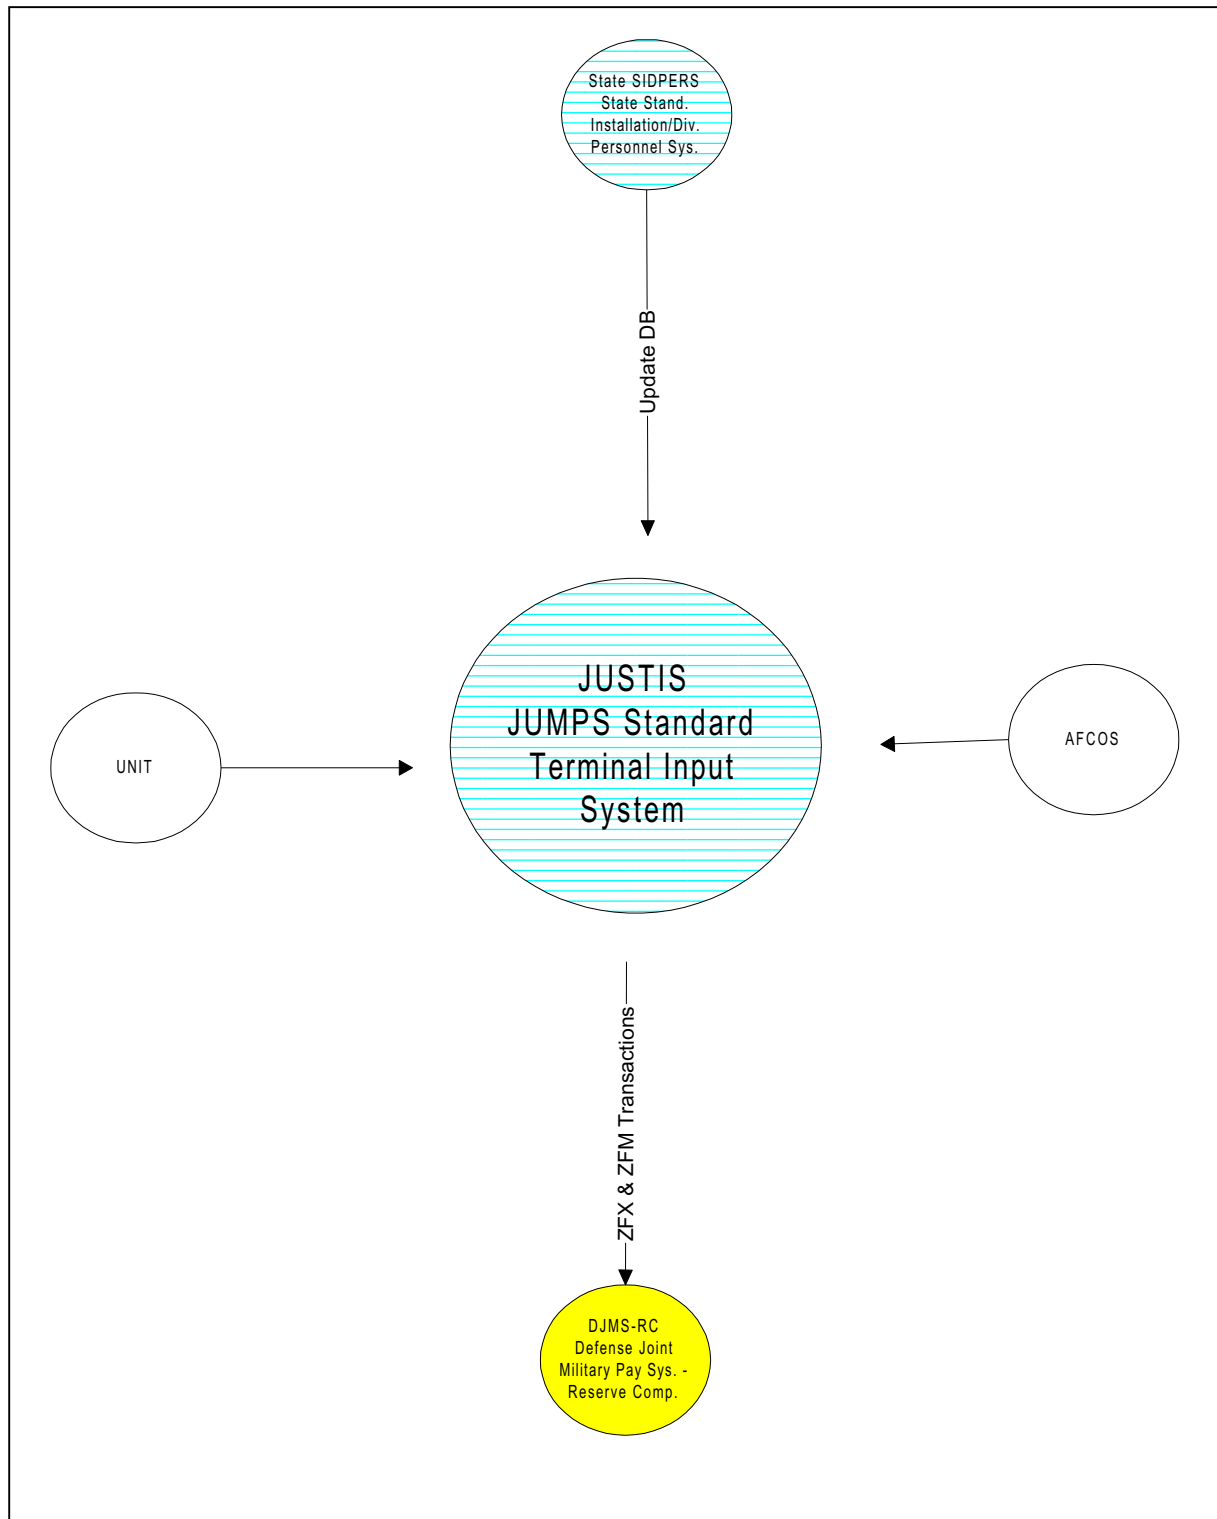 State SIDPERS
State Stand.
Installation/Div.
Personnel Sys.
Update DB
JUSTIS
JUMPS Standard
Terminal Input
System
UNIT
AFCOS
ZFX & ZFM Transactions
DJMS-RC
Defense Joint
Military Pay Sys. -
Reserve Comp.